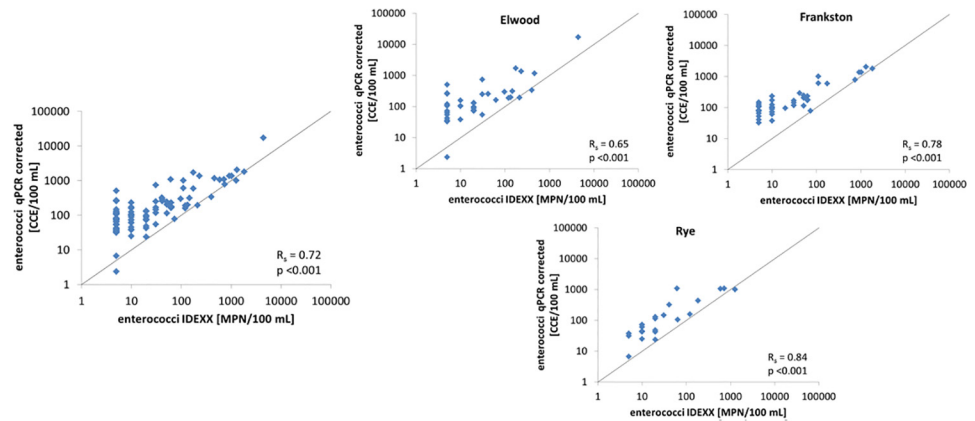 enterococci qPCR corrected
[CCE/100 mL]
100000
10000
1000
100
10
1
Rs = 0.72
p <0.001
1 10 100 1000 10000 100000
enterococci IDEXX [MPN/100 mL]
Elwood
enterococci qPCR corrected
[CCE/100 mL]
100000
10000
1000
100
10
1
Rs = 0.65
p <0.001
1 10 100 1000 10000 100000
enterococci IDEXX [MPN/100 mL]
Frankston
enterococci qPCR corrected
[CCE/100 mL]
100000
10000
1000
100
10
1
Rs = 0.78
p <0.001
1 10 100 1000 10000 100000
enterococci IDEXX [MPN/100 mL]
Rye
enterococci qPCR corrected
[CCE/100 mL]
100000
10000
1000
100
10
1
Rs = 0.84
p <0.001
1 10 100 1000 10000 100000
enterococci IDEXX [MPN/100 mL]